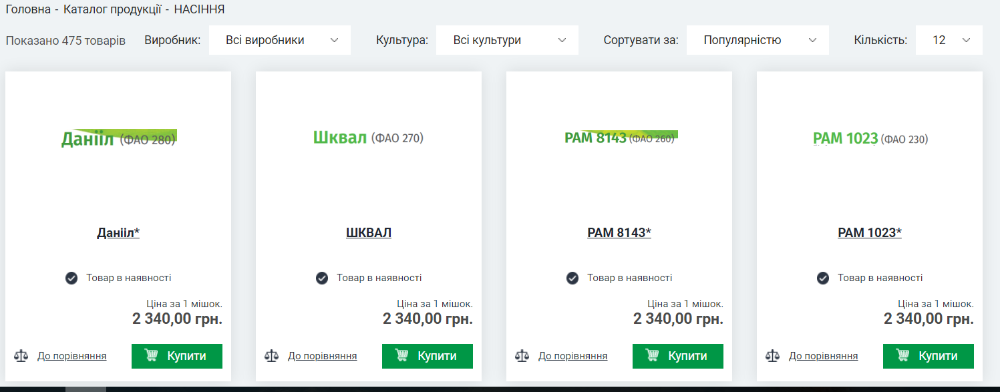 Головна - Каталог продукції - НАСІННЯ
Показано 475 товарів Виробник: Всі виробники Культура: Всі культури Сортувати за: Популярністю Кількість: 12
Данііл (ФАО 280)
Данііл*
Товар в наявності
Ціна за 1 мішок.
2 340,00 грн.
До порівняння Купити
Шквал (ФАО 270)
ШКВАЛ
Товар в наявності
Ціна за 1 мішок.
2 340,00 грн.
До порівняння Купити
РАМ 8143 (ФАО 260)
РАМ 8143*
Товар в наявності
Ціна за 1 мішок.
2 340,00 грн.
До порівняння Купити
РАМ 1023 (ФАО 230)
РАМ 1023*
Товар в наявності
Ціна за 1 мішок.
2 340,00 грн.
До порівняння Купити